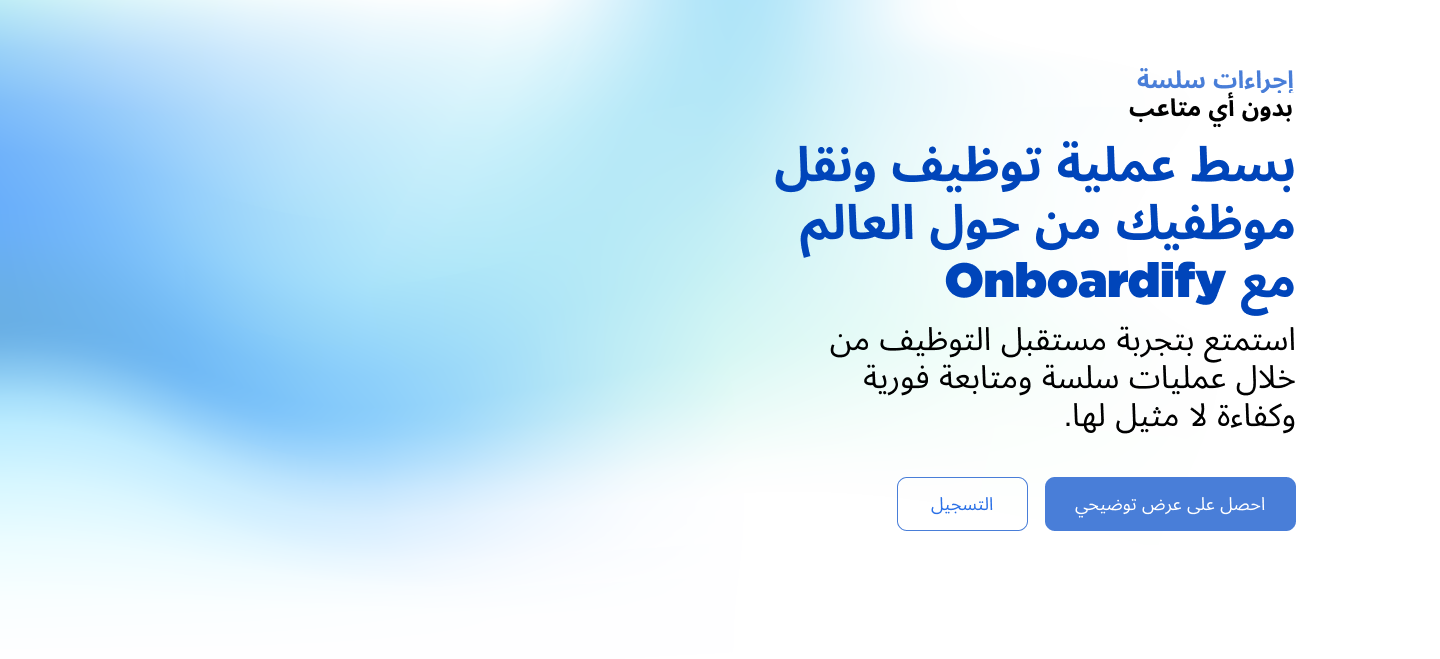 إجراءات سلسة
بدون أي متاعب
بسط عملية توظيف ونقل
موظفيك من حول العالم
مع Onboardify
استمتع بتجربة مستقبل التوظيف من
خلال عمليات سلسة ومتابعة فورية
وكفاءة لا مثيل لها.
احصل على عرض توضيحي
التسجيل